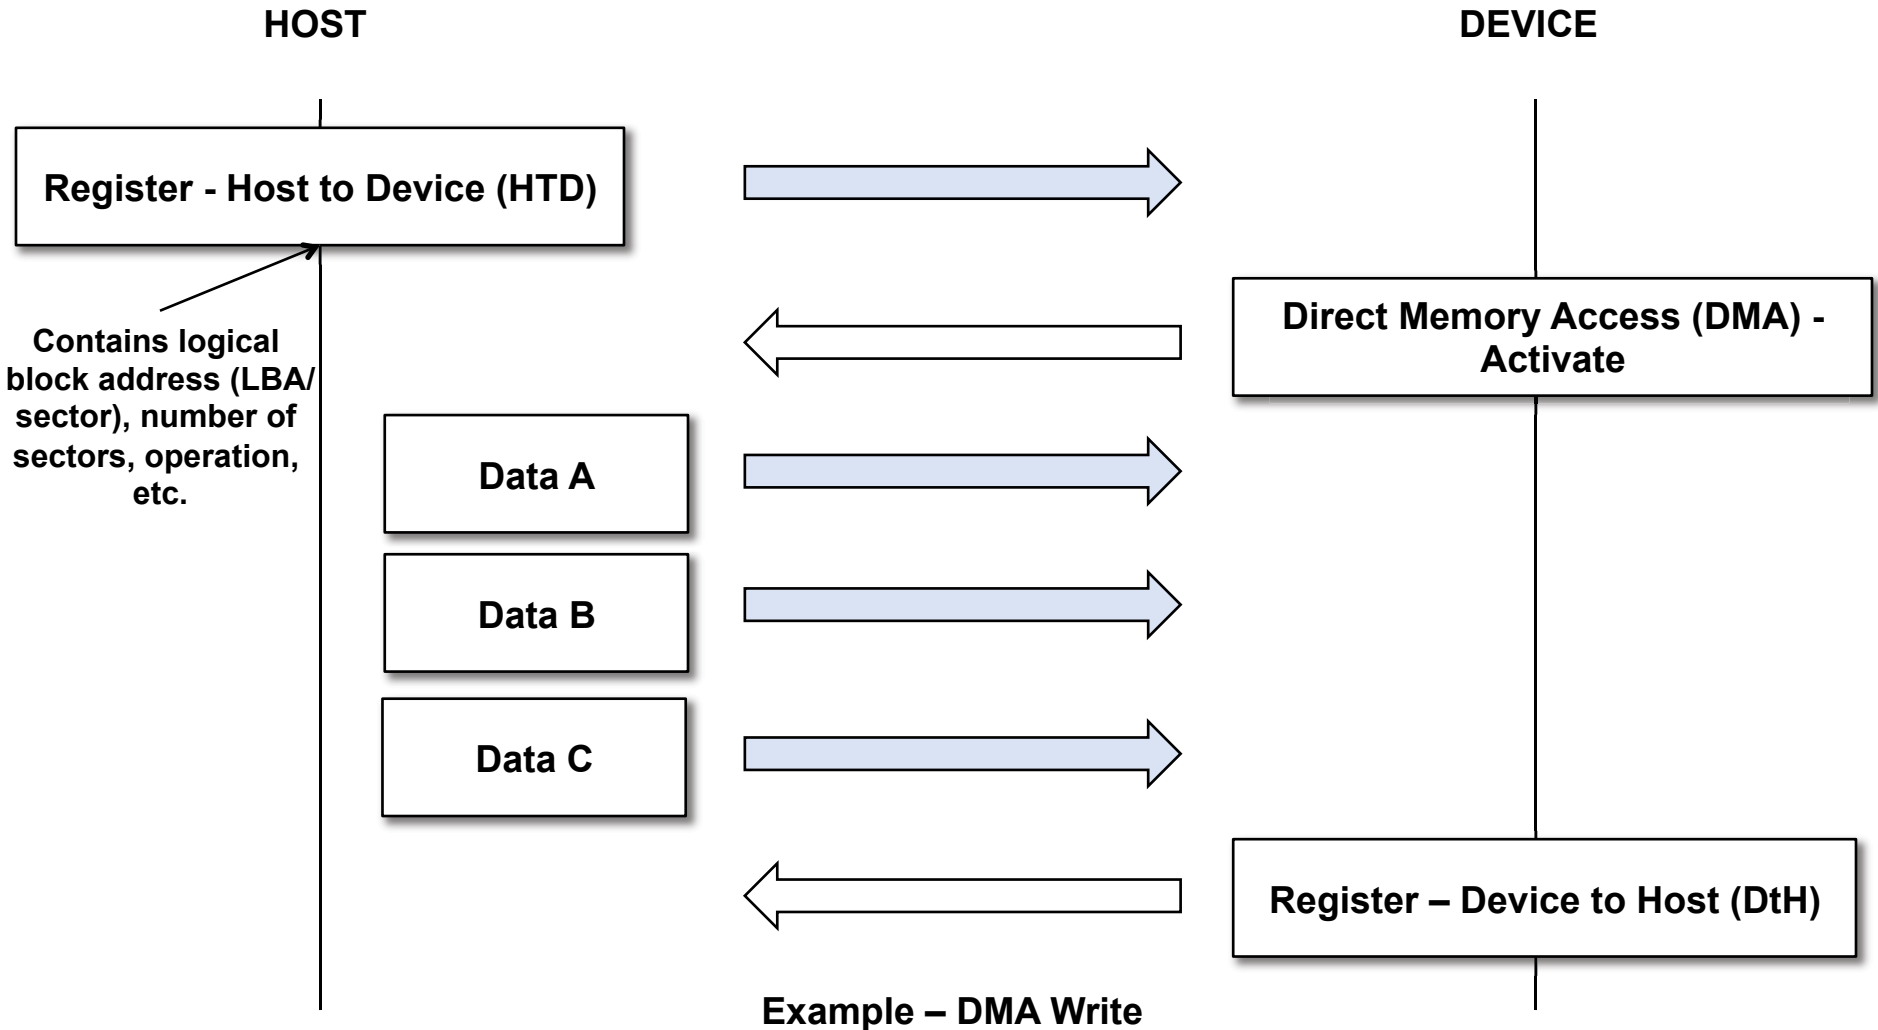 HOST
DEVICE
Register - Host to Device (HTD)
Contains logical
block address (LBA/
sector), number of
sectors, operation,
etc.
Direct Memory Access (DMA) -
Activate
Data A
Data B
Data C
Register – Device to Host (DtH)
Example – DMA Write